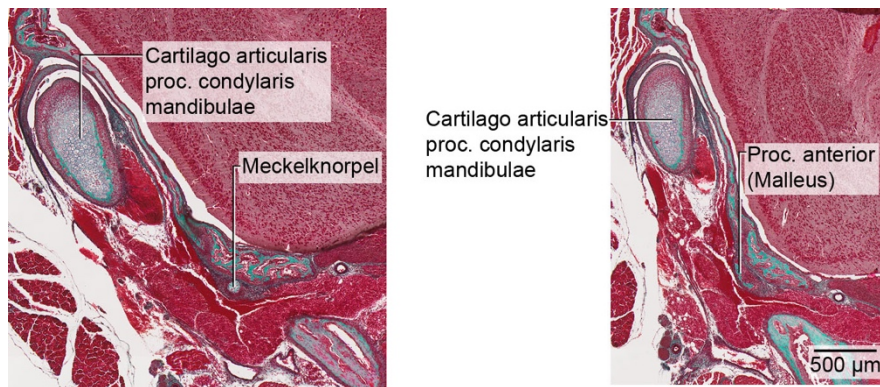 Cartilago articularis
proc. condylaris
mandibulae
Meckelknorpel
Cartilago articularis
proc. condylaris
mandibulae
Proc. anterior
(Malleus)
500 µm